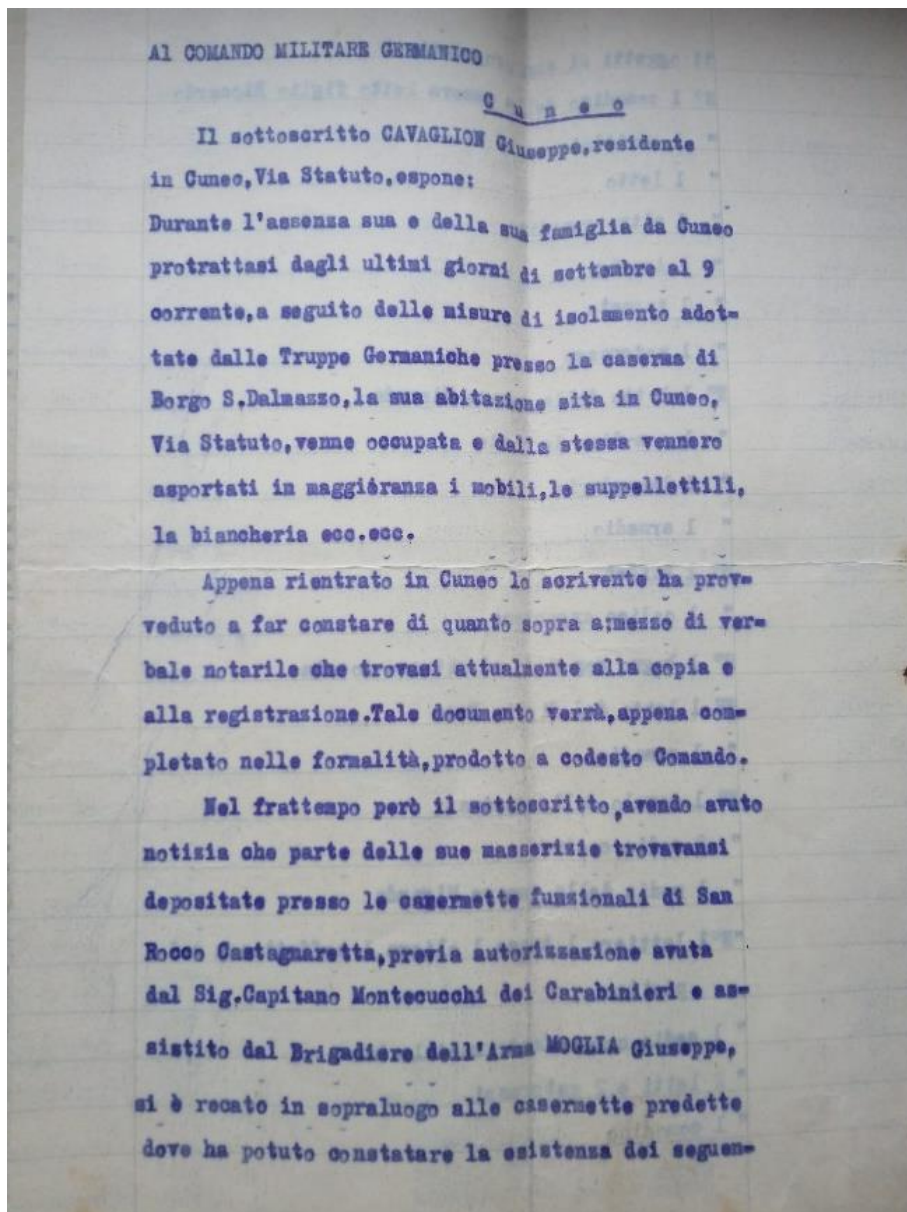 Al COMANDO MILITARE GERMANICO
C u n e o
Il sottoscritto CAVAGLION Giuseppe,residente
in Cuneo,Via Statuto,espone:
Durante l'assenza sua e della sua famiglia da Cuneo
protrattasi dagli ultimi giorni di settembre al 9
corrente,a seguito delle misure di isolamento adot=
tate dalle Truppe Germaniche presso la caserma di
Borgo S.Dalmazzo,la sua abitazione sita in Cuneo,
Via Statuto,venne occupata e dalla stessa vennero
asportati in maggiéranza i mobili,le suppellettili,
la biancheria ecc.ecc.
Appena rientrato in Cuneo lo scrivente ha prov=
veduto a far constare di quanto sopra a;mezzo di ver=
bale notarile che trovasi attualmente alla copia e
alla registrazione.Tale documento verrà,appena com=
pletato nelle formalità,prodotto a codesto Comando.
Nel frattempo però il sottoscritto,avendo avuto
notizia che parte delle sue masserizie trovavansi
depositate presso le casermette funzionali di San
Rocco Castagnaretta,previa autorizzazione avuta
dal Sig.Capitano Montecucchi dei Carabinieri e as=
sistito dal Brigadiere dell'Arma MOGLIA Giuseppe,
si è recato in sopraluogo alle casermette predette
dove ha potuto constatare la esistenza dei seguen=